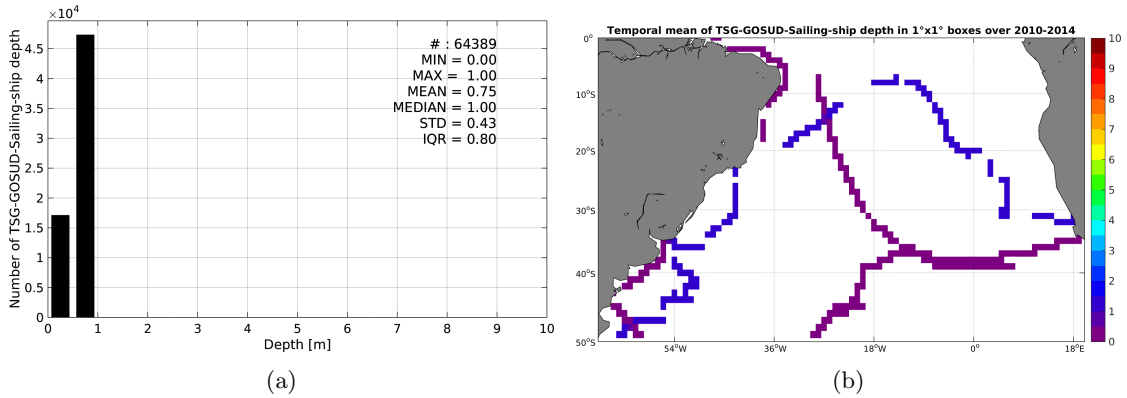 ×10⁴
4.5
4
3.5
3
2.5
2
1.5
1
0.5
0
Number of TSG-GOSUD-Sailing-ship depth
# : 64389
MIN = 0.00
MAX = 1.00
MEAN = 0.75
MEDIAN = 1.00
STD = 0.43
IQR = 0.80
0 1 2 3 4 5 6 7 8 9 10
Depth [m]
(a)
Temporal mean of TSG-GOSUD-Sailing-ship depth in 1°x1° boxes over 2010-2014
0°
10°S
20°S
30°S
40°S
50°S
54°W 36°W 18°W 0° 18°E
10
9
8
7
6
5
4
3
2
1
0
(b)